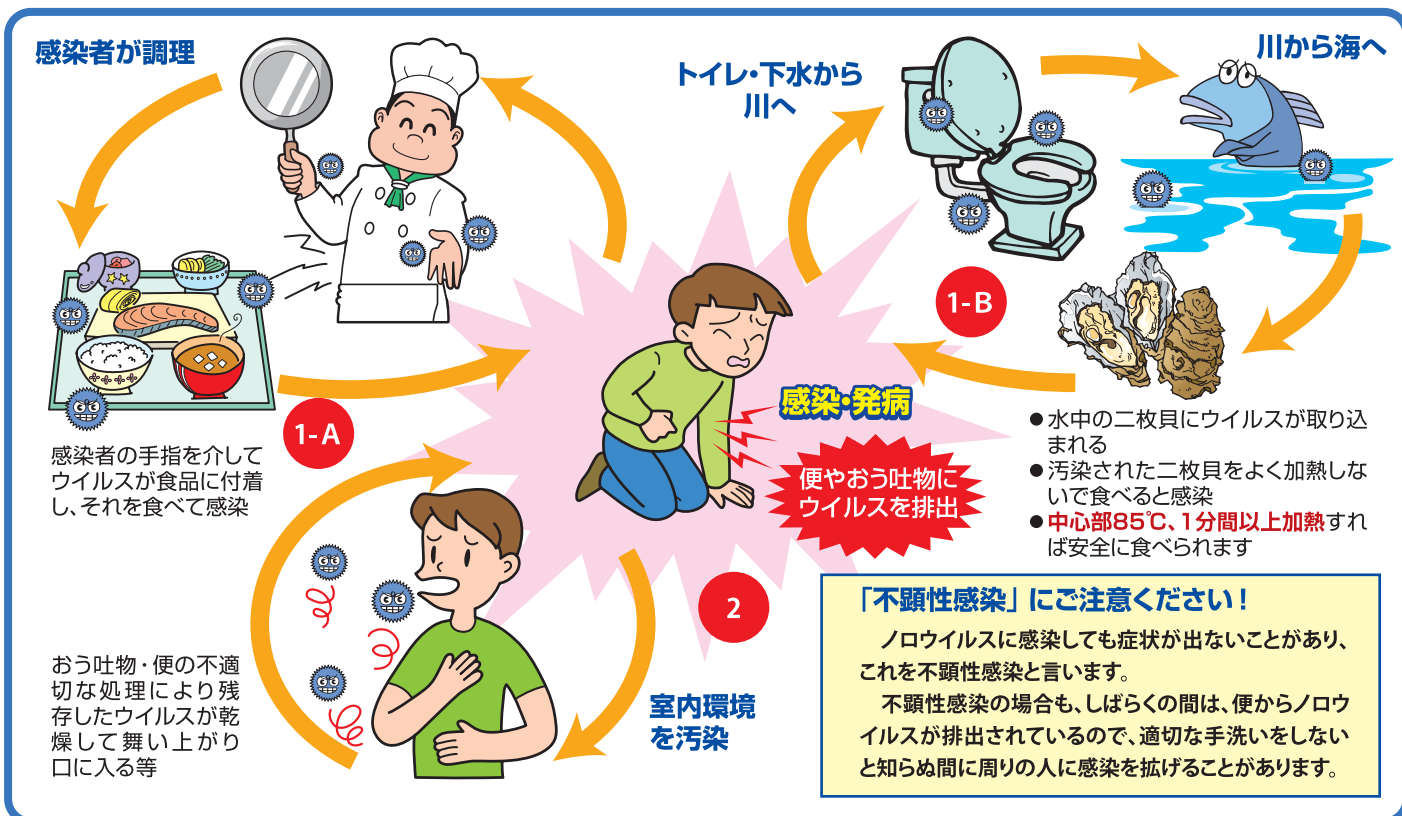 感染者が調理
感染者の手指を介して
ウイルスが食品に付着
し、それを食べて感染
1-A
トイレ・下水から
川へ
川から海へ
1-B
●水中の二枚貝にウイルスが取り込
まれる
●汚染された二枚貝をよく加熱しな
いで食べると感染
●中心部85℃、1分間以上加熱すれ
ば安全に食べられます
感染・発病
便やおう吐物に
ウイルスを排出
2
室内環境
を汚染
おう吐物・便の不適
切な処理により残
存したウイルスが乾
燥して舞い上がり
口に入る等
「不顕性感染」にご注意ください!
ノロウイルスに感染しても症状が出ないことがあり、
これを不顕性感染と言います。
不顕性感染の場合も、しばらくの間は、便からノロウ
イルスが排出されているので、適切な手洗いをしない
と知らぬ間に周りの人に感染を拡げることがあります。